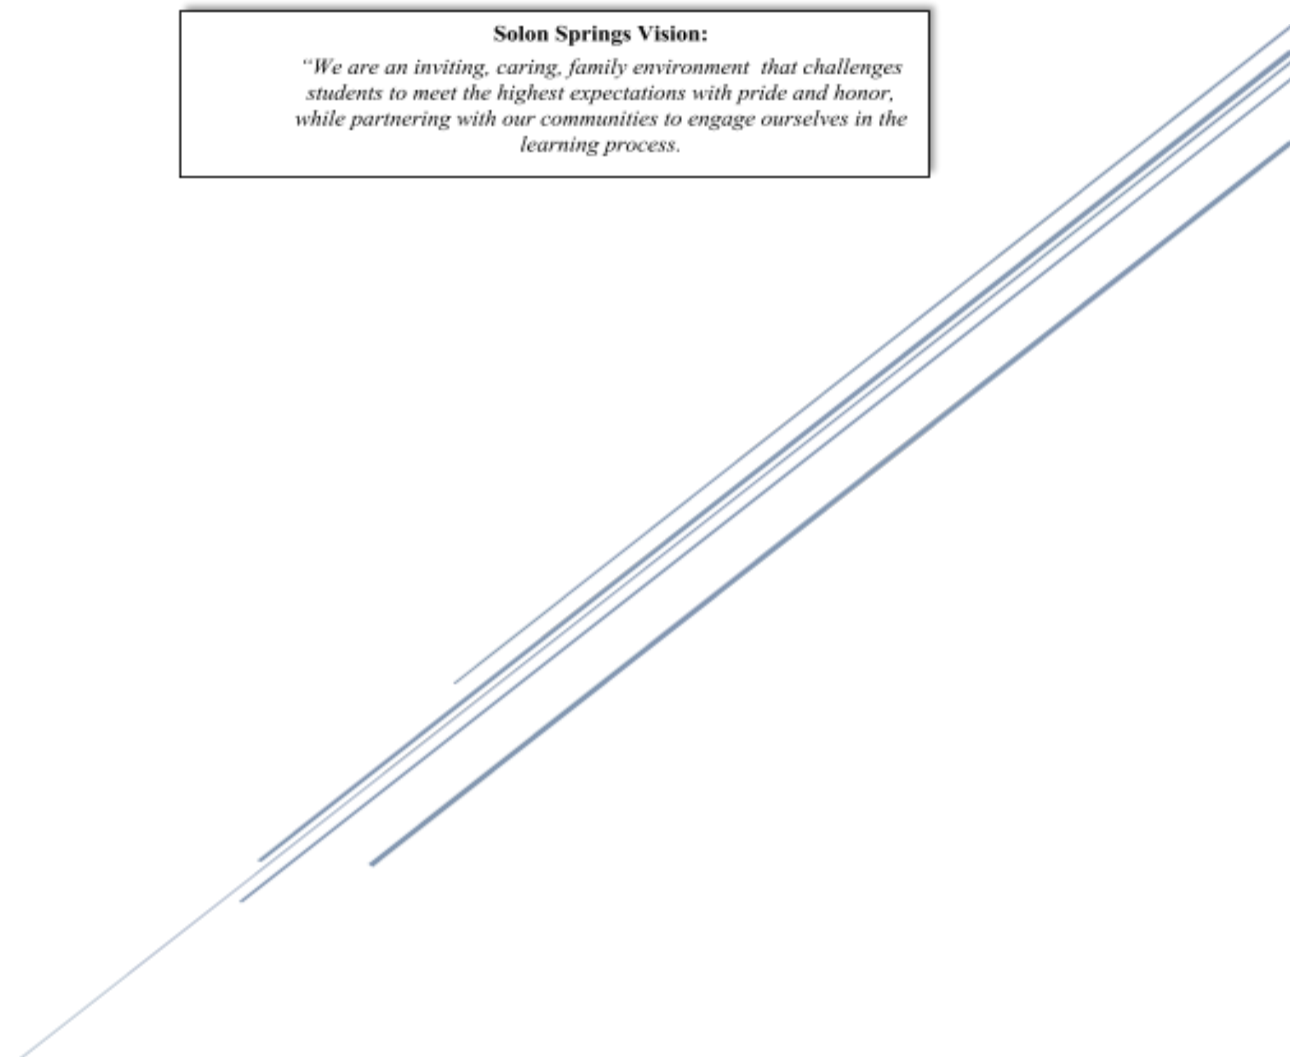 Solon Springs Vision:
“We are an inviting, caring, family environment  that challenges
students to meet the highest expectations with pride and honor,
while partnering with our communities to engage ourselves in the
learning process.